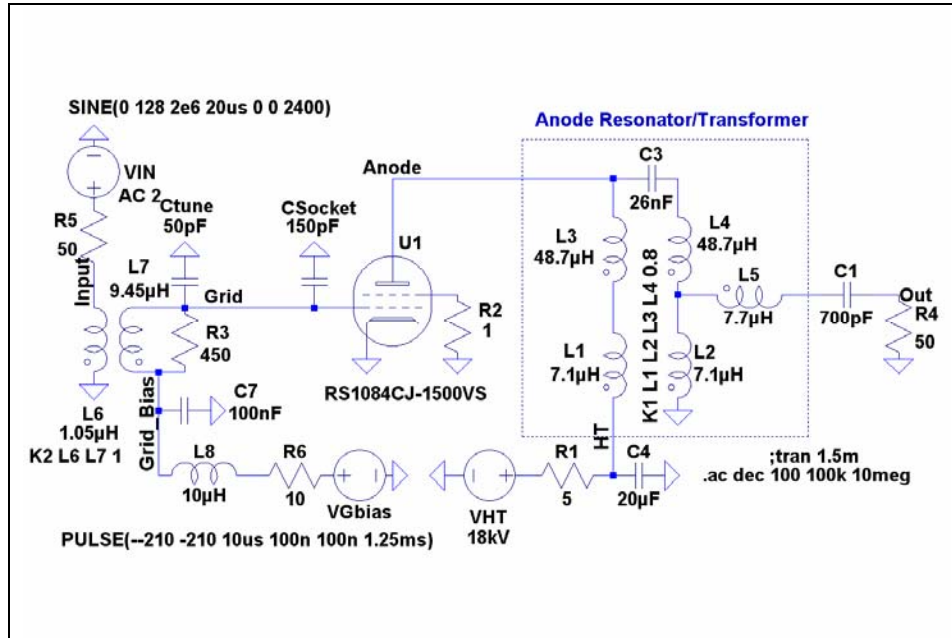 SINE(0 128 2e6 20us 0 0 2400)
Anode Resonator/Transformer
VIN
AC 2
R5
50
Input
Ctune
50pF
CSocket
150pF
L7
9.45µH
Grid
R3
450
Anode
U1
R2
1
RS1084CJ-1500VS
C3
26nF
L3
48.7µH
L4
48.7µH
L5
7.7µH
C1
700pF
Out
R4
50
L1
7.1µH
L2
7.1µH
K1 L1 L2 L3 L4 0.8
HT
L6
1.05µH
K2 L6 L7 1
Grid_Bias
C7
100nF
L8
10µH
R6
10
VGbias
VHT
18kV
R1
5
C4
20µF
;tran 1.5m
.ac dec 100 100k 10meg
PULSE(--210 -210 10us 100n 100n 1.25ms)